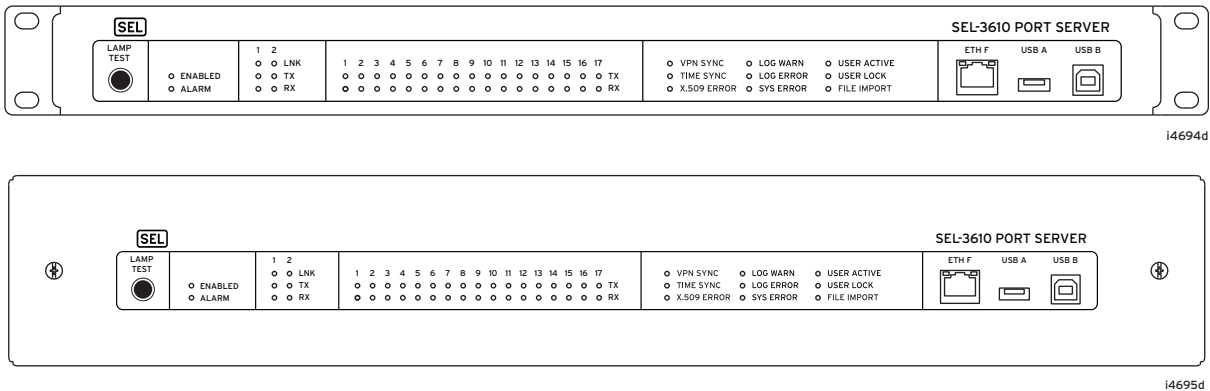 SEL SEL-3610 PORT SERVER
LAMP TEST 1 2 ETH F USB A USB B
LNK 1 2 3 4 5 6 7 8 9 10 11 12 13 14 15 16 17 VPN SYNC LOG WARN USER ACTIVE
ENABLED TX TX TIME SYNC LOG ERROR USER LOCK
ALARM RX RX X.509 ERROR SYS ERROR FILE IMPORT
i4694d
SEL SEL-3610 PORT SERVER
LAMP TEST 1 2 ETH F USB A USB B
LNK 1 2 3 4 5 6 7 8 9 10 11 12 13 14 15 16 17 VPN SYNC LOG WARN USER ACTIVE
ENABLED TX TX TIME SYNC LOG ERROR USER LOCK
ALARM RX RX X.509 ERROR SYS ERROR FILE IMPORT
i4695d